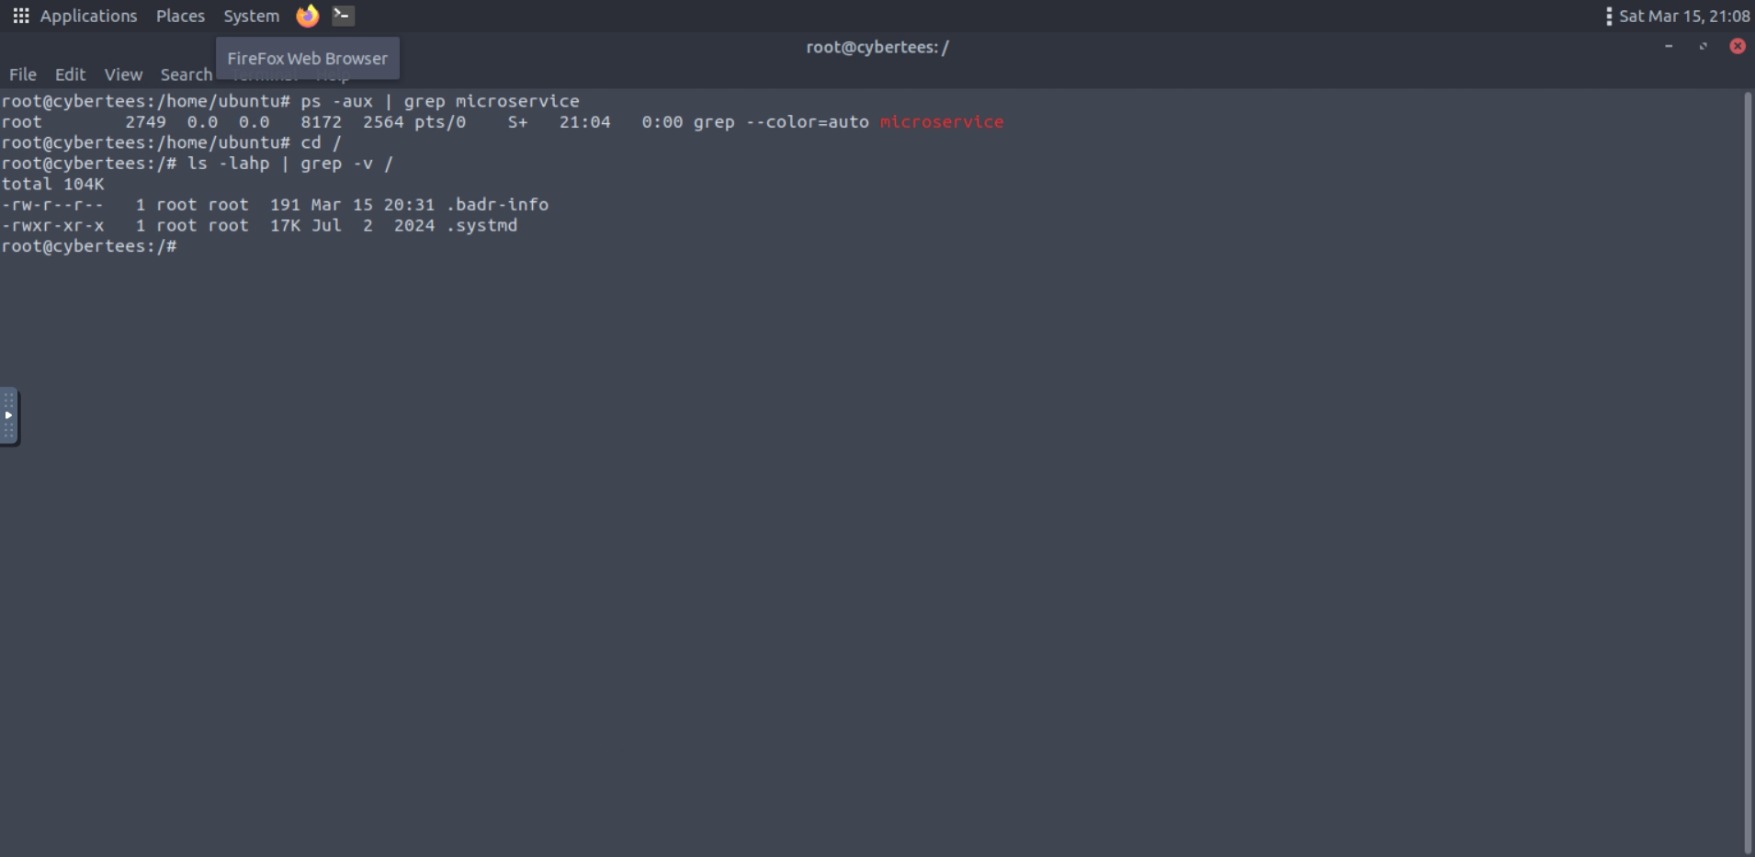 Applications Places System Sat Mar 15, 21:08
root@cybertees: /
FireFox Web Browser
File Edit View Search
root@cybertees:/home/ubuntu# ps -aux | grep microservice
root        2749  0.0  0.0   8172  2564 pts/0    S+   21:04   0:00 grep --color=auto microservice
root@cybertees:/home/ubuntu# cd /
root@cybertees:/# ls -lahp | grep -v /
total 104K
-rw-r--r--   1 root root  191 Mar 15 20:31 .badr-info
-rwxr-xr-x   1 root root  17K Jul  2  2024 .systmd
root@cybertees:/#